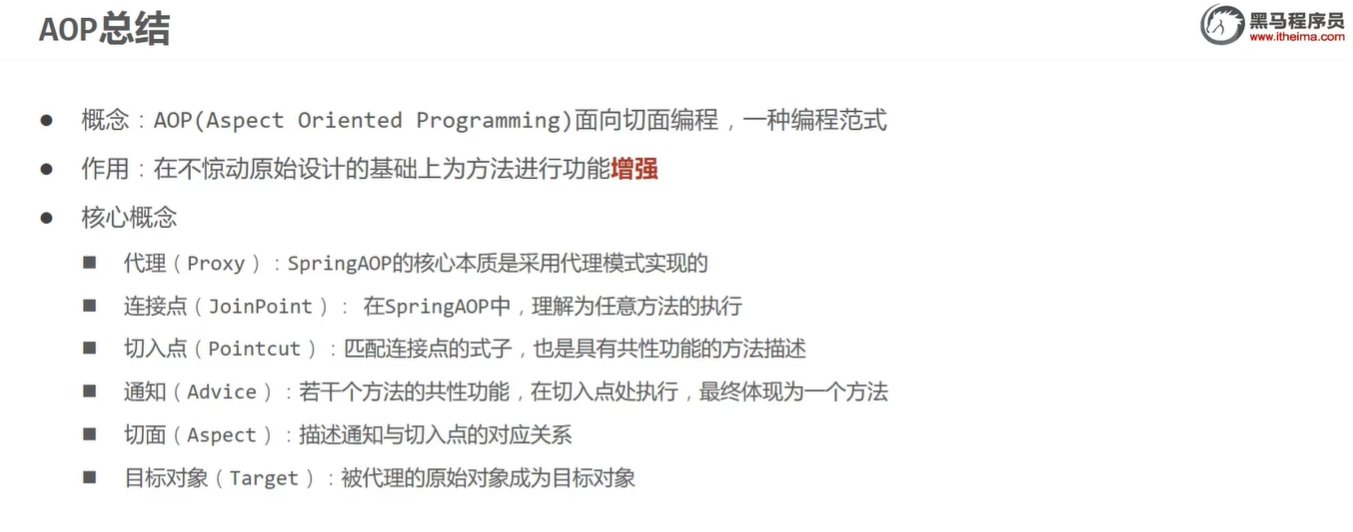 AOP总结
黑马程序员
www.itheima.com
● 概念：AOP(Aspect Oriented Programming)面向切面编程，一种编程范式
● 作用：在不惊动原始设计的基础上为方法进行功能增强
● 核心概念
■ 代理（Proxy）：SpringAOP的核心本质是采用代理模式实现的
■ 连接点（JoinPoint）： 在SpringAOP中，理解为任意方法的执行
■ 切入点（Pointcut）：匹配连接点的式子，也是具有共性功能的方法描述
■ 通知（Advice）：若干个方法的共性功能，在切入点处执行，最终体现为一个方法
■ 切面（Aspect）：描述通知与切入点的对应关系
■ 目标对象（Target）：被代理的原始对象成为目标对象